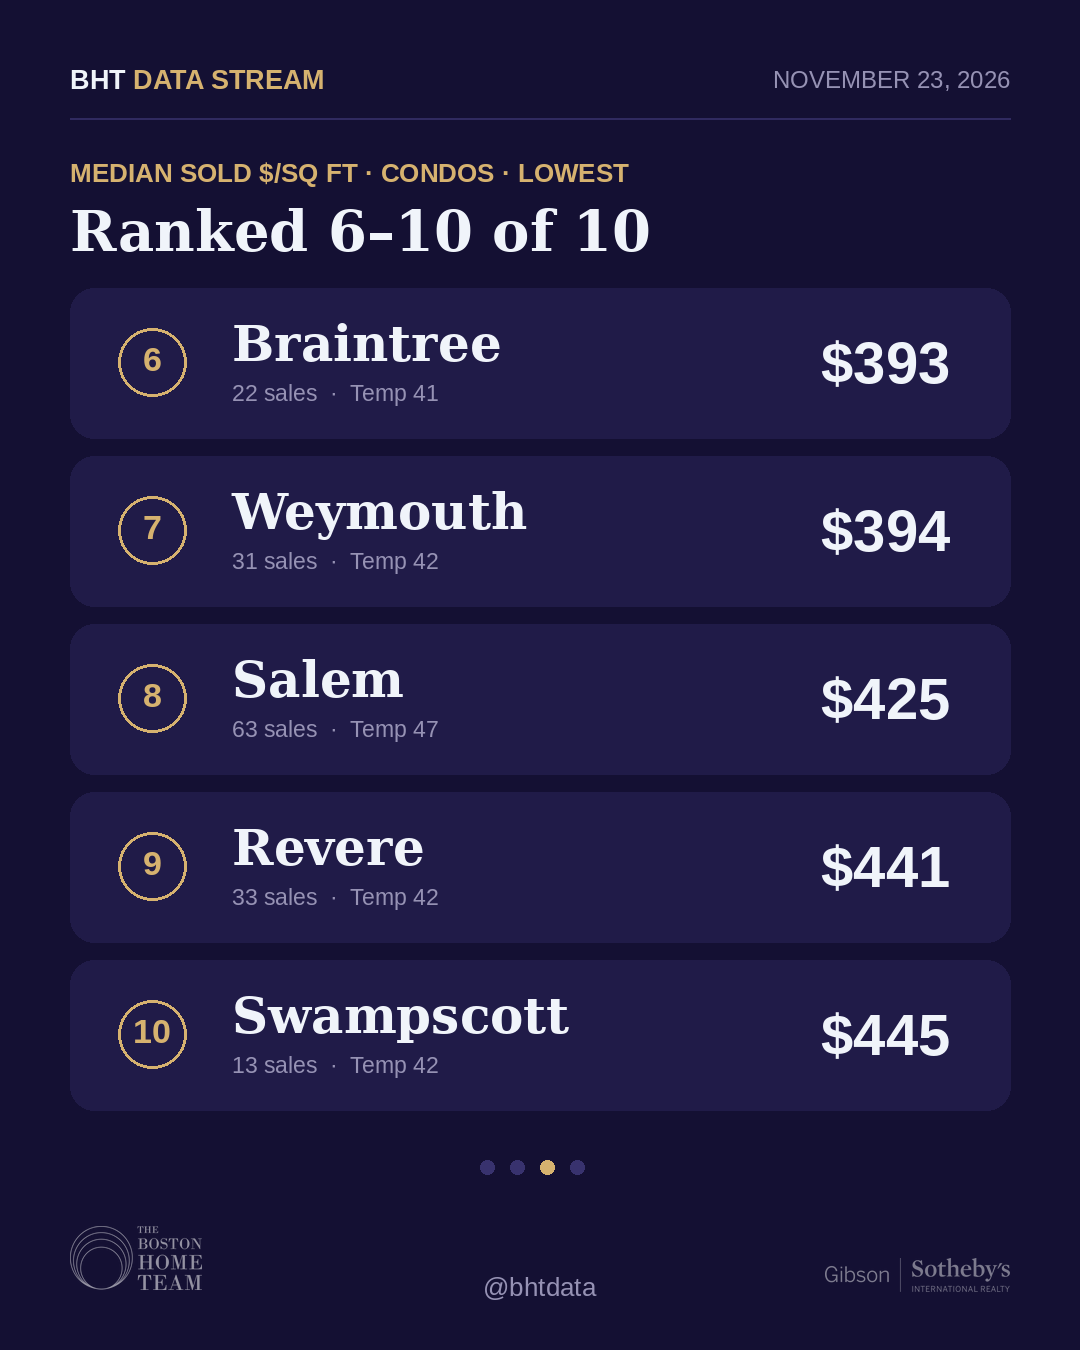 BHT DATA STREAM
NOVEMBER 23, 2026
MEDIAN SOLD $/SQ FT · CONDOS · LOWEST
Ranked 6–10 of 10
6
Braintree
22 sales · Temp 41
$393
7
Weymouth
31 sales · Temp 42
$394
8
Salem
63 sales · Temp 47
$425
9
Revere
33 sales · Temp 42
$441
10
Swampscott
13 sales · Temp 42
$445
THE
BOSTON
HOME
TEAM
@bhtdata
Gibson
Sotheby's
INTERNATIONAL REALTY